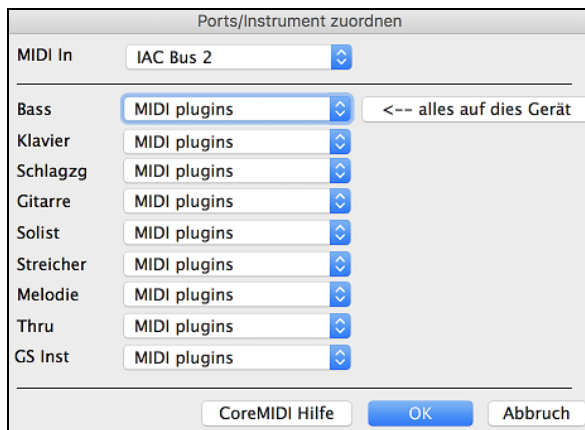 Ports/Instrument zuordnen
MIDI In IAC Bus 2
Bass MIDI plugins <-- alles auf dies Gerät
Klavier MIDI plugins
Schlagzg MIDI plugins
Gitarre MIDI plugins
Solist MIDI plugins
Streicher MIDI plugins
Melodie MIDI plugins
Thru MIDI plugins
GS Inst MIDI plugins
CoreMIDI Hilfe OK Abbruch